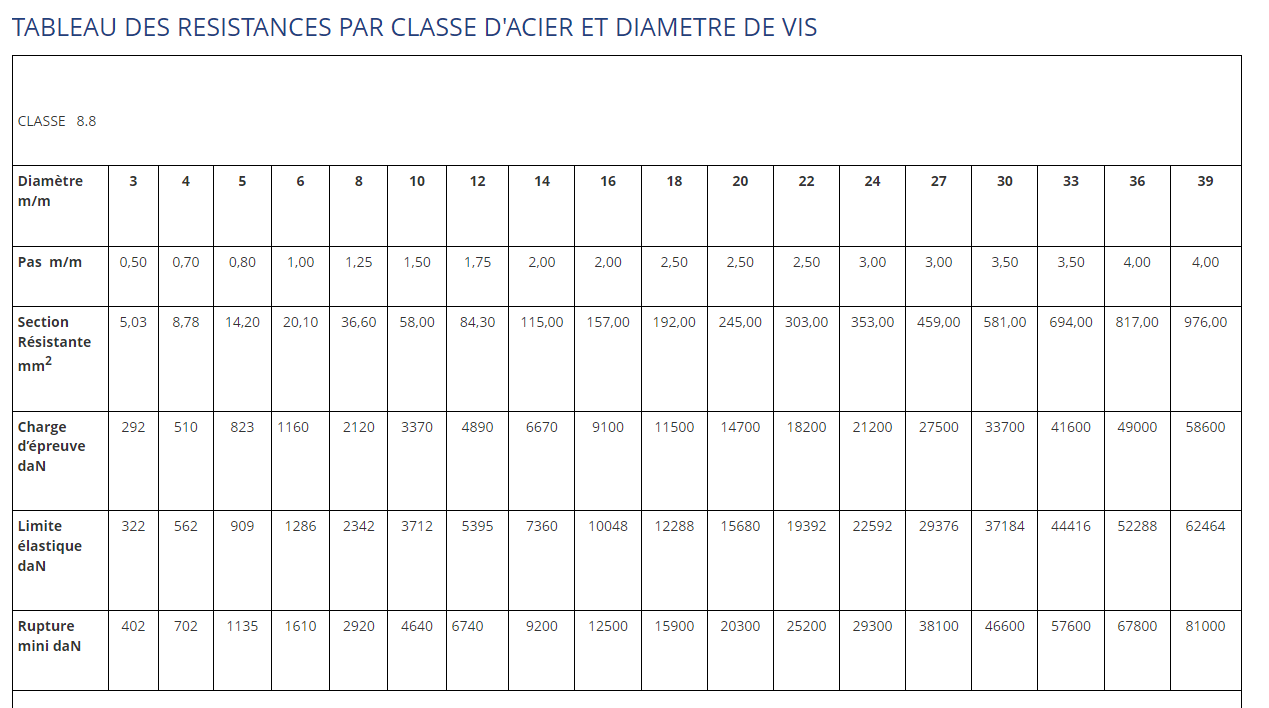 TABLEAU DES RESISTANCES PAR CLASSE D'ACIER ET DIAMETRE DE VIS
CLASSE 8.8
Diamètre m/m 3 4 5 6 8 10 12 14 16 18 20 22 24 27 30 33 36 39
Pas m/m 0,50 0,70 0,80 1,00 1,25 1,50 1,75 2,00 2,00 2,50 2,50 2,50 3,00 3,00 3,50 3,50 4,00 4,00
Section Résistante mm2 5,03 8,78 14,20 20,10 36,60 58,00 84,30 115,00 157,00 192,00 245,00 303,00 353,00 459,00 581,00 694,00 817,00 976,00
Charge d’épreuve daN 292 510 823 1160 2120 3370 4890 6670 9100 11500 14700 18200 21200 27500 33700 41600 49000 58600
Limite élastique daN 322 562 909 1286 2342 3712 5395 7360 10048 12288 15680 19392 22592 29376 37184 44416 52288 62464
Rupture mini daN 402 702 1135 1610 2920 4640 6740 9200 12500 15900 20300 25200 29300 38100 46600 57600 67800 81000